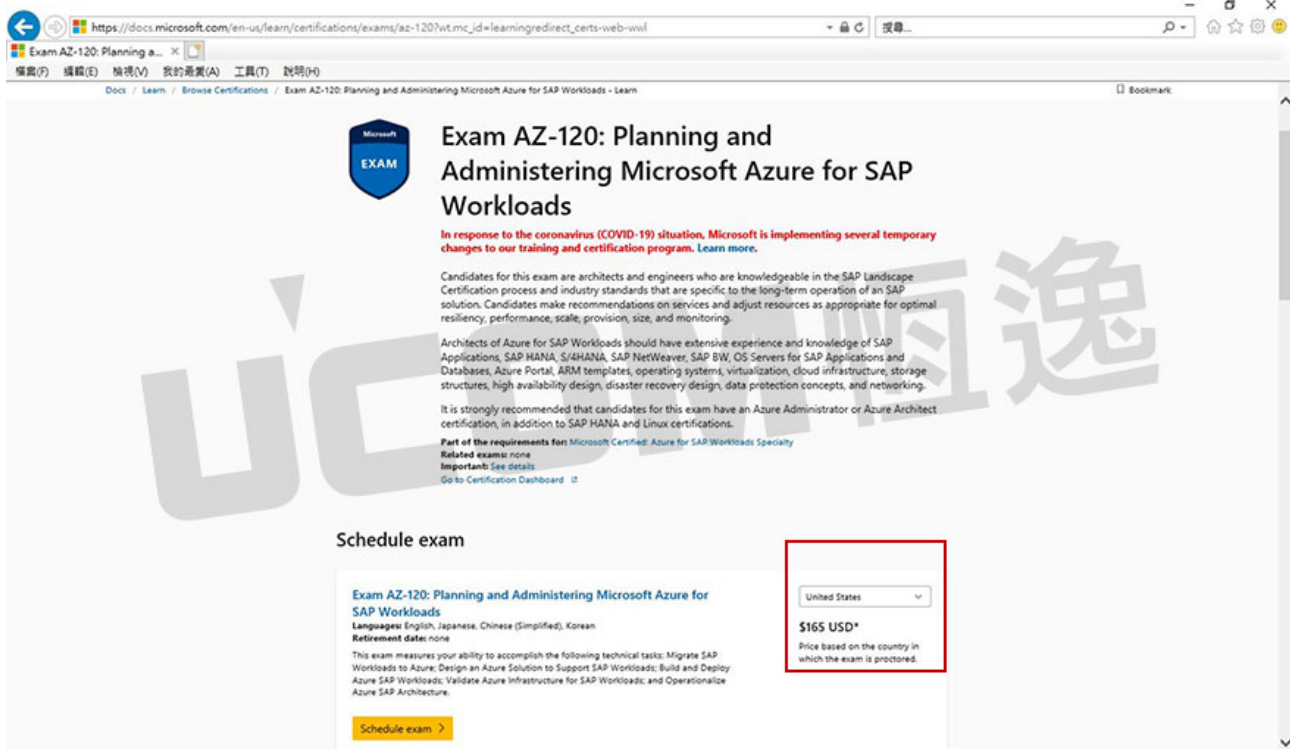 https://docs.microsoft.com/en-us/learn/certifications/exams/az-120?wt.mc_id=learningredirect_certs-web-wwl
搜尋...
Exam AZ-120: Planning a...
檔案(F) 編輯(E) 檢視(V) 我的最愛(A) 工具(T) 說明(H)
Docs / Learn / Browse Certifications / Exam AZ-120: Planning and Administering Microsoft Azure for SAP Workloads - Learn
Bookmark
Microsoft
EXAM
Exam AZ-120: Planning and
Administering Microsoft Azure for SAP
Workloads
In response to the coronavirus (COVID-19) situation, Microsoft is implementing several temporary
changes to our training and certification program. Learn more.
Candidates for this exam are architects and engineers who are knowledgeable in the SAP Landscape
Certification process and industry standards that are specific to the long-term operation of an SAP
solution. Candidates make recommendations on services and adjust resources as appropriate for optimal
resiliency, performance, scale, provision, size, and monitoring.
Architects of Azure for SAP Workloads should have extensive experience and knowledge of SAP
Applications, SAP HANA, S/4HANA, SAP NetWeaver, SAP BW, OS Servers for SAP Applications and
Databases, Azure Portal, ARM templates, operating systems, virtualization, cloud infrastructure, storage
structures, high availability design, disaster recovery design, data protection concepts, and networking.
It is strongly recommended that candidates for this exam have an Azure Administrator or Azure Architect
certification, in addition to SAP HANA and Linux certifications.
Part of the requirements for: Microsoft Certified: Azure for SAP Workloads Specialty
Related exams: none
Important: See details
Go to Certification Dashboard
UCOM恆逸
Schedule exam
Exam AZ-120: Planning and Administering Microsoft Azure for
SAP Workloads
Languages: English, Japanese, Chinese (Simplified), Korean
Retirement date: none
This exam measures your ability to accomplish the following technical tasks: Migrate SAP
Workloads to Azure; Design an Azure Solution to Support SAP Workloads; Build and Deploy
Azure SAP Workloads; Validate Azure Infrastructure for SAP Workloads; and Operationalize
Azure SAP Architecture.
Schedule exam
United States
$165 USD*
Price based on the country in
which the exam is proctored.